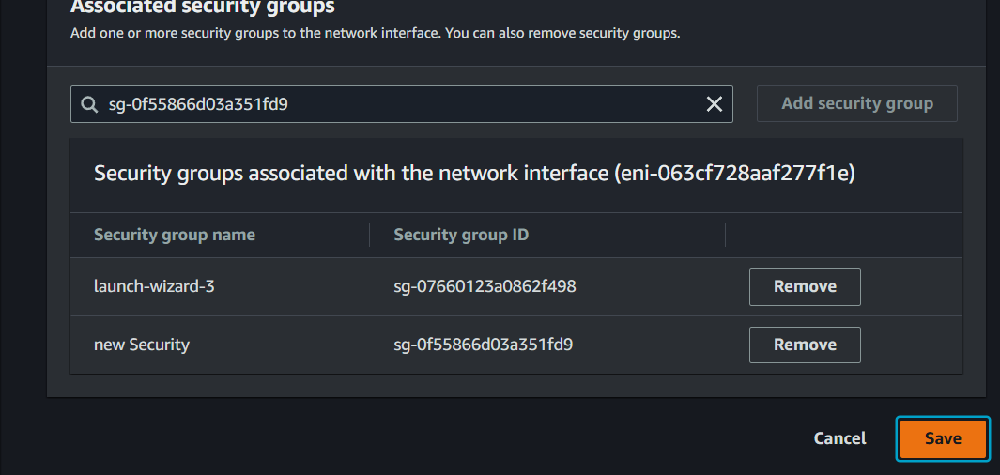 Associated security groups
Add one or more security groups to the network interface. You can also remove security groups.
sg-0f55866d03a351fd9
Add security group
Security groups associated with the network interface (eni-063cf728aaf277f1e)
Security group name Security group ID
launch-wizard-3 sg-07660123a0862f498 Remove
new Security sg-0f55866d03a351fd9 Remove
Cancel Save